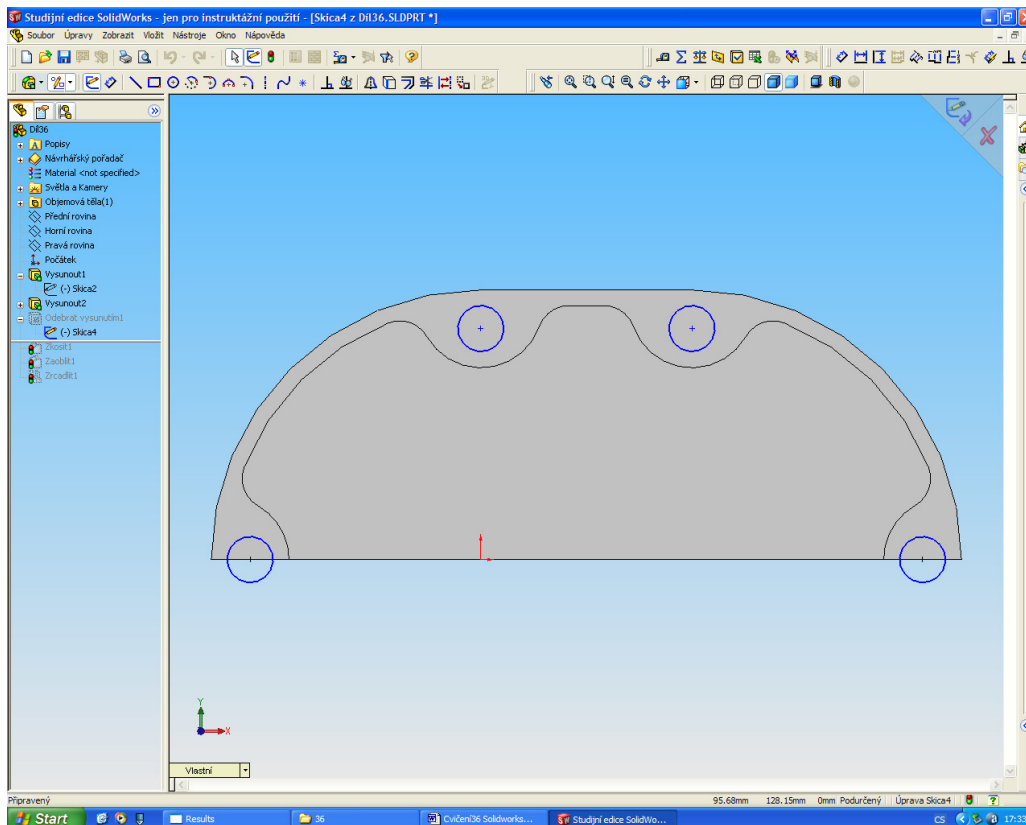 Studijní edice SolidWorks - jen pro instruktážní použití - [Skica4 z Díl36.SLDPRT *]
Soubor Úpravy Zobrazit Vložit Nástroje Okno Nápověda
Díl36
Popisy
Návrhářský pořadač
Material <not specified>
Světla a Kamery
Objemová těla(1)
Přední rovina
Horní rovina
Pravá rovina
Počátek
Vysunout1
(-) Skica2
Vysunout2
Odebrat vysunutím1
(-) Skica4
Zkosit1
Zaoblit1
Zrcadlit1
Y
X
Vlastní
Připravený 95.68mm 128.15mm 0mm Podurčený Úprava Skica4
Start Results 36 Cvičení36 Solidworks... Studijní edice SolidWo... CS 17:33